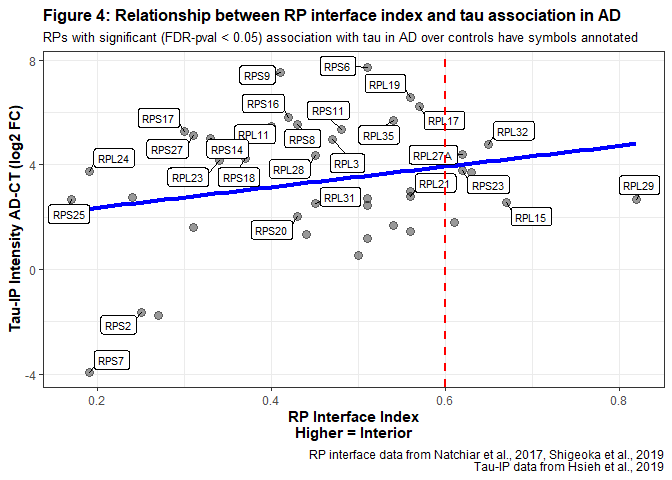 Figure 4: Relationship between RP interface index and tau association in AD
RPs with significant (FDR-pval < 0.05) association with tau in AD over controls have symbols annotated
Tau-IP Intensity AD-CT (log2 FC)
8
4
0
-4
RPS6
RPS9
RPL19
RPS16
RPS11
RPL17
RPS17
RPL11
RPS8
RPL35
RPL32
RPS27
RPS14
RPL3
RPL27A
RPL24
RPL23
RPS18
RPL28
RPL21
RPS23
RPL29
RPS25
RPL31
RPL15
RPS20
RPS2
RPS7
0.2
0.4
0.6
0.8
RP Interface Index
Higher = Interior
RP interface data from Natchiar et al., 2017, Shigeoka et al., 2019
Tau-IP data from Hsieh et al., 2019